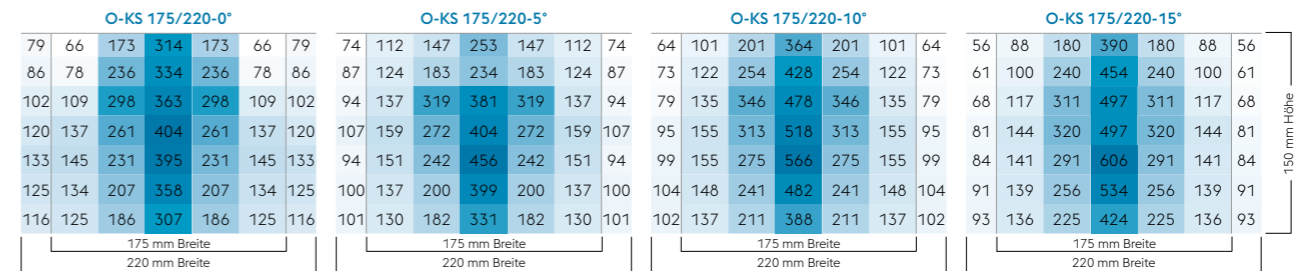 O-KS 175/220-0° O-KS 175/220-5° O-KS 175/220-10° O-KS 175/220-15°
79 66 173 314 173 66 79 74 112 147 253 147 112 74 64 101 201 364 201 101 64 56 88 180 390 180 88 56
86 78 236 334 236 78 86 87 124 183 234 183 124 87 73 122 254 428 254 122 73 61 100 240 454 240 100 61
102 109 298 363 298 109 102 94 137 319 381 319 137 94 79 135 346 478 346 135 79 68 117 311 497 311 117 68
120 137 261 404 261 137 120 107 159 272 404 272 159 107 95 155 313 518 313 155 95 81 144 320 497 320 144 81
133 145 231 395 231 145 133 94 151 242 456 242 151 94 99 155 275 566 275 155 99 84 141 291 606 291 141 84
125 134 207 358 207 134 125 100 137 200 399 200 137 100 104 148 241 482 241 148 104 91 139 256 534 256 139 91
116 125 186 307 186 125 116 101 130 182 331 182 130 101 102 137 211 388 211 137 102 93 136 225 424 225 136 93
150 mm Höhe
175 mm Breite 175 mm Breite 175 mm Breite 175 mm Breite
220 mm Breite 220 mm Breite 220 mm Breite 220 mm Breite